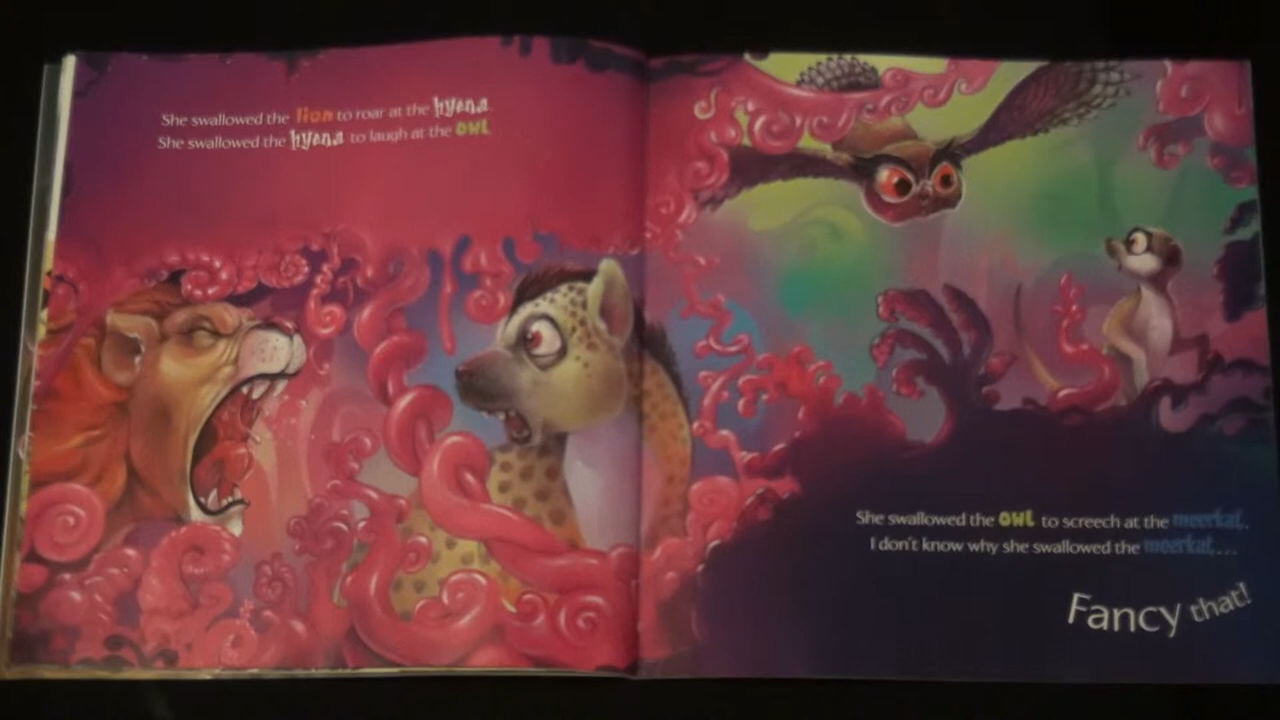 She swallowed the lion to roar at the hyena.
She swallowed the hyena to laugh at the owl.
She swallowed the owl to screech at the meerkat..
I don't know why she swallowed the meerkat....
Fancy that!